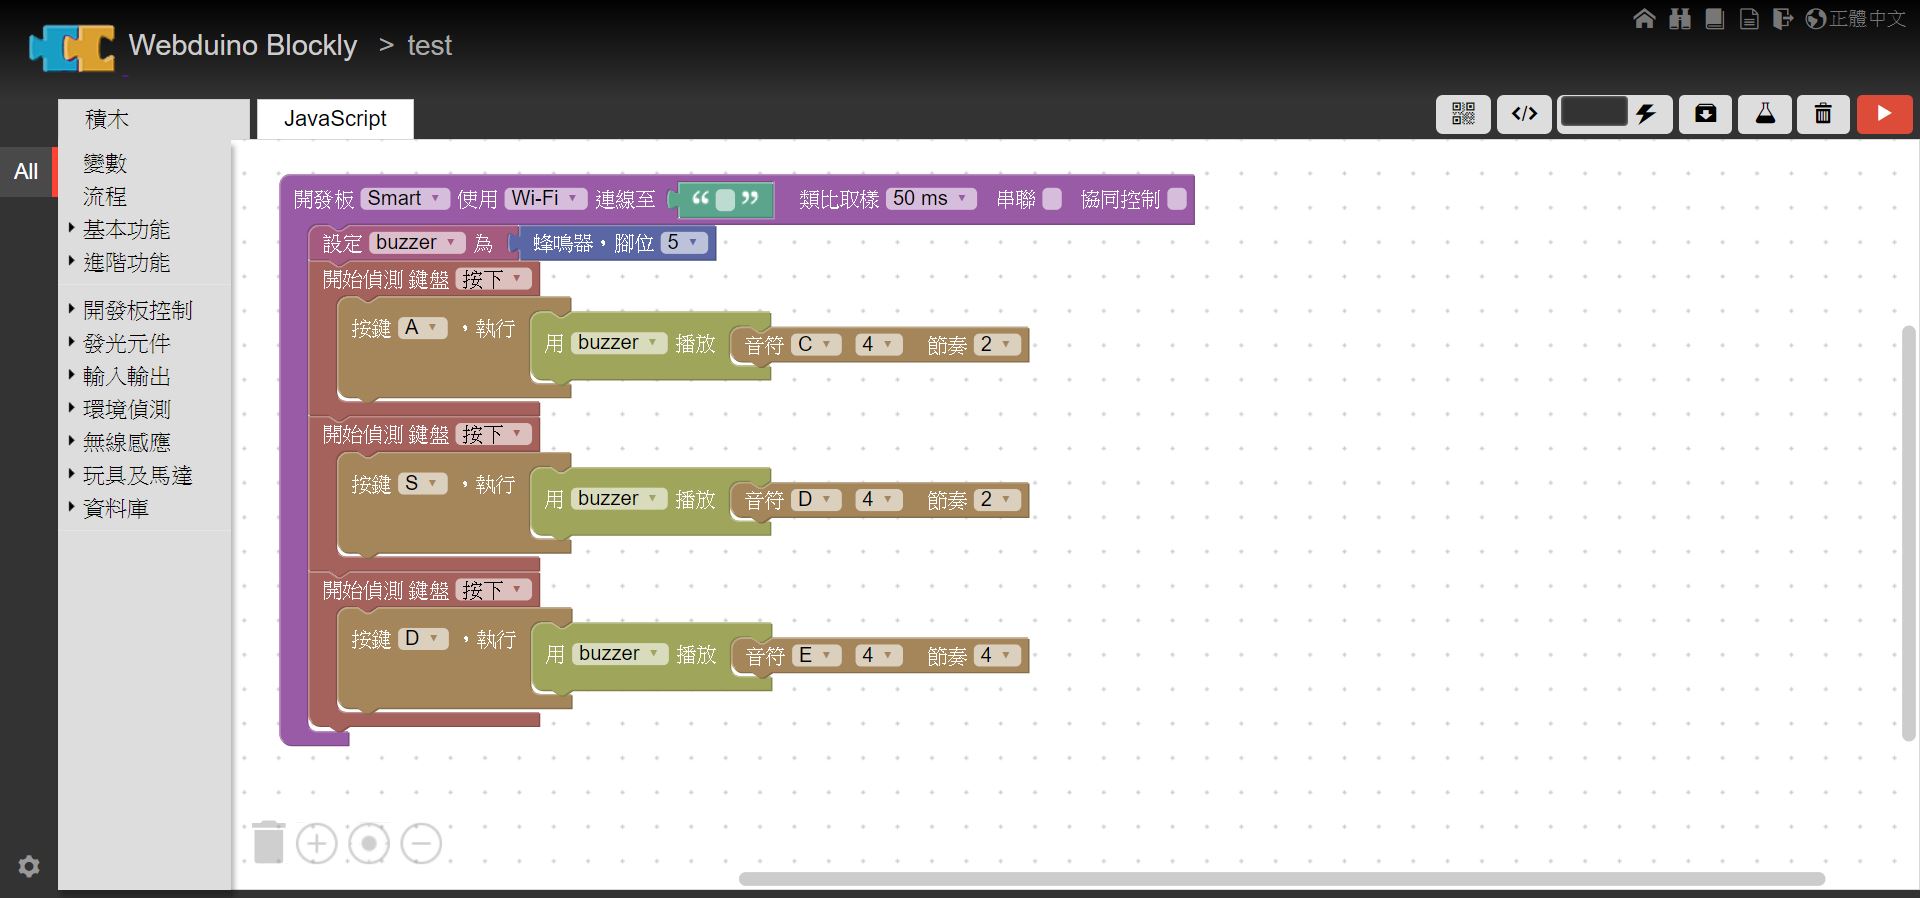 正體中文
Webduino Blockly > test
積木
JavaScript
All
變數
流程
基本功能
進階功能
開發板控制
發光元件
輸入輸出
環境偵測
無線感應
玩具及馬達
資料庫
開發板 Smart 使用 Wi-Fi 連線至 “ ” 類比取樣 50 ms 串聯 協同控制
設定 buzzer 為 蜂鳴器，腳位 5
開始偵測 鍵盤 按下
按鍵 A ，執行 用 buzzer 播放 音符 C 4 節奏 2
開始偵測 鍵盤 按下
按鍵 S ，執行 用 buzzer 播放 音符 D 4 節奏 2
開始偵測 鍵盤 按下
按鍵 D ，執行 用 buzzer 播放 音符 E 4 節奏 4